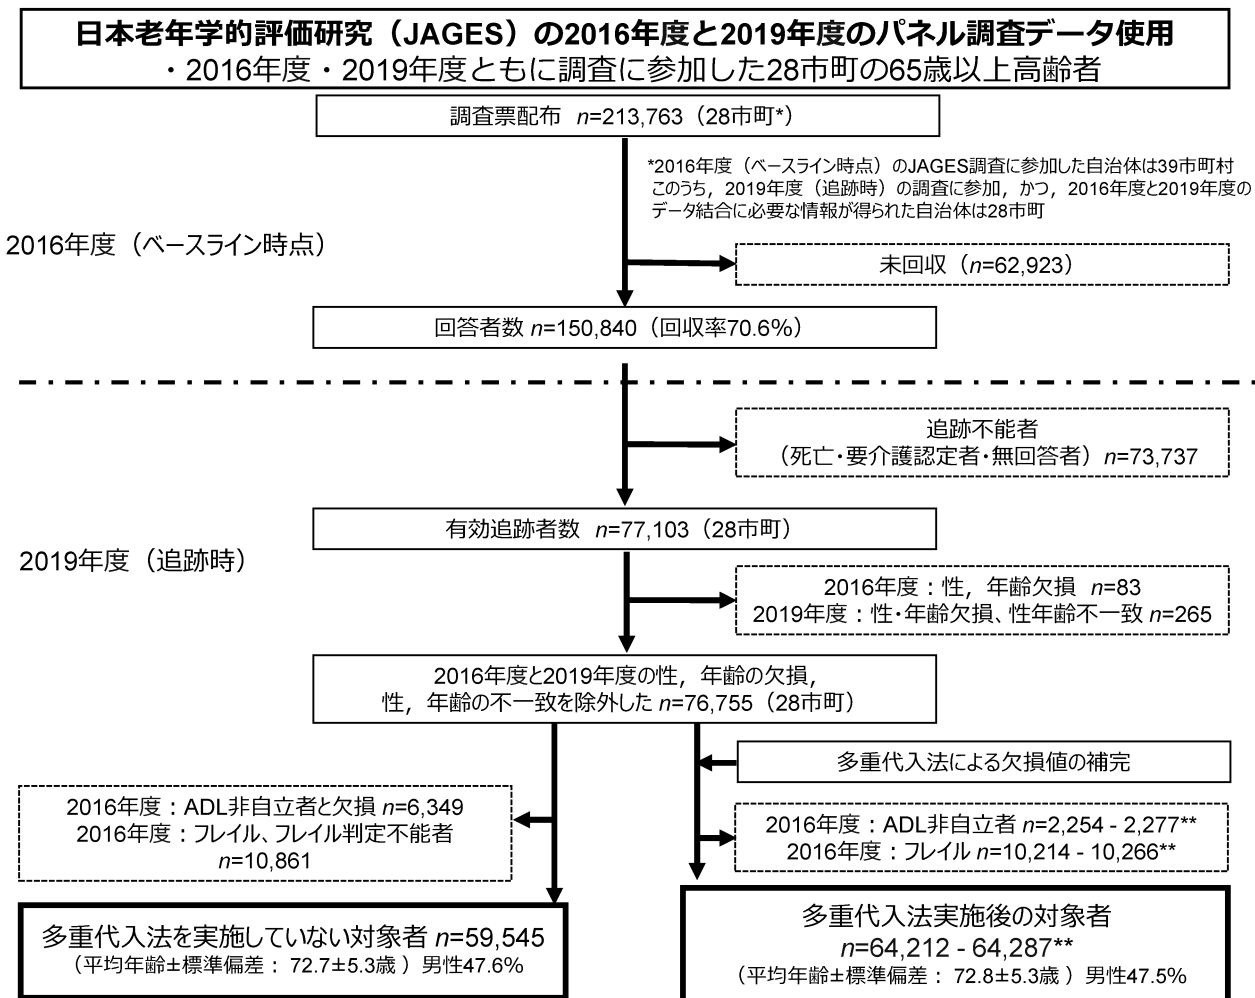 日本老年学的評価研究（JAGES）の2016年度と2019年度のパネル調査データ使用
・2016年度・2019年度ともに調査に参加した28市町の65歳以上高齢者
調査票配布 n=213,763（28市町*）
*2016年度（ベースライン時点）のJAGES調査に参加した自治体は39市町村
このうち，2019年度（追跡時）の調査に参加，かつ，2016年度と2019年度の
データ結合に必要な情報が得られた自治体は28市町
2016年度（ベースライン時点）
未回収（n=62,923）
回答者数 n=150,840（回収率70.6%）
追跡不能者
（死亡・要介護認定者・無回答者）n=73,737
有効追跡者数 n=77,103（28市町）
2019年度（追跡時）
2016年度：性，年齢欠損 n=83
2019年度：性・年齢欠損、性年齢不一致 n=265
2016年度と2019年度の性，年齢の欠損，
性，年齢の不一致を除外した n=76,755（28市町）
多重代入法による欠損値の補完
2016年度：ADL非自立者と欠損 n=6,349
2016年度：フレイル、フレイル判定不能者
n=10,861
2016年度：ADL非自立者 n=2,254 - 2,277**
2016年度：フレイル n=10,214 - 10,266**
多重代入法を実施していない対象者 n=59,545
（平均年齢±標準偏差： 72.7±5.3歳 ）男性47.6%
多重代入法実施後の対象者
n=64,212 - 64,287**
（平均年齢±標準偏差： 72.8±5.3歳 ）男性47.5%